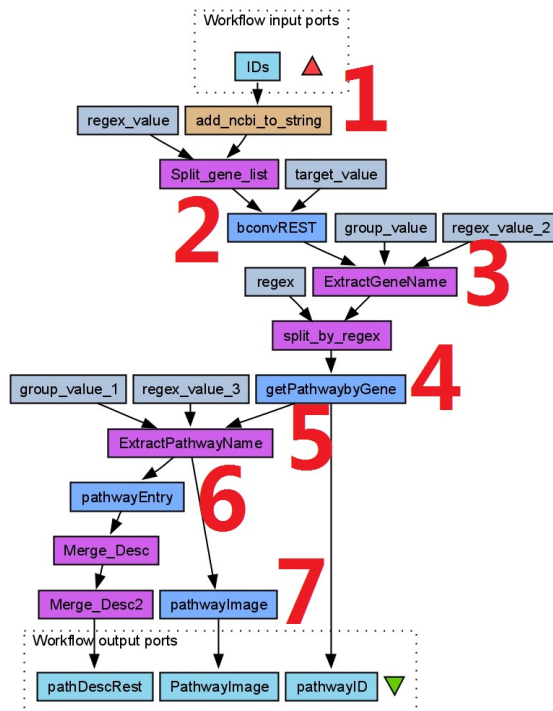 Workflow input ports
IDs
1
regex_value
add_ncbi_to_string
Split_gene_list
target_value
2
bconvREST
group_value
regex_value_2
3
regex
ExtractGeneName
split_by_regex
4
group_value_1
regex_value_3
getPathwaybyGene
5
ExtractPathwayName
6
pathwayEntry
Merge_Desc
7
Merge_Desc2
pathwayImage
Workflow output ports
pathDescRest
PathwayImage
pathwayID